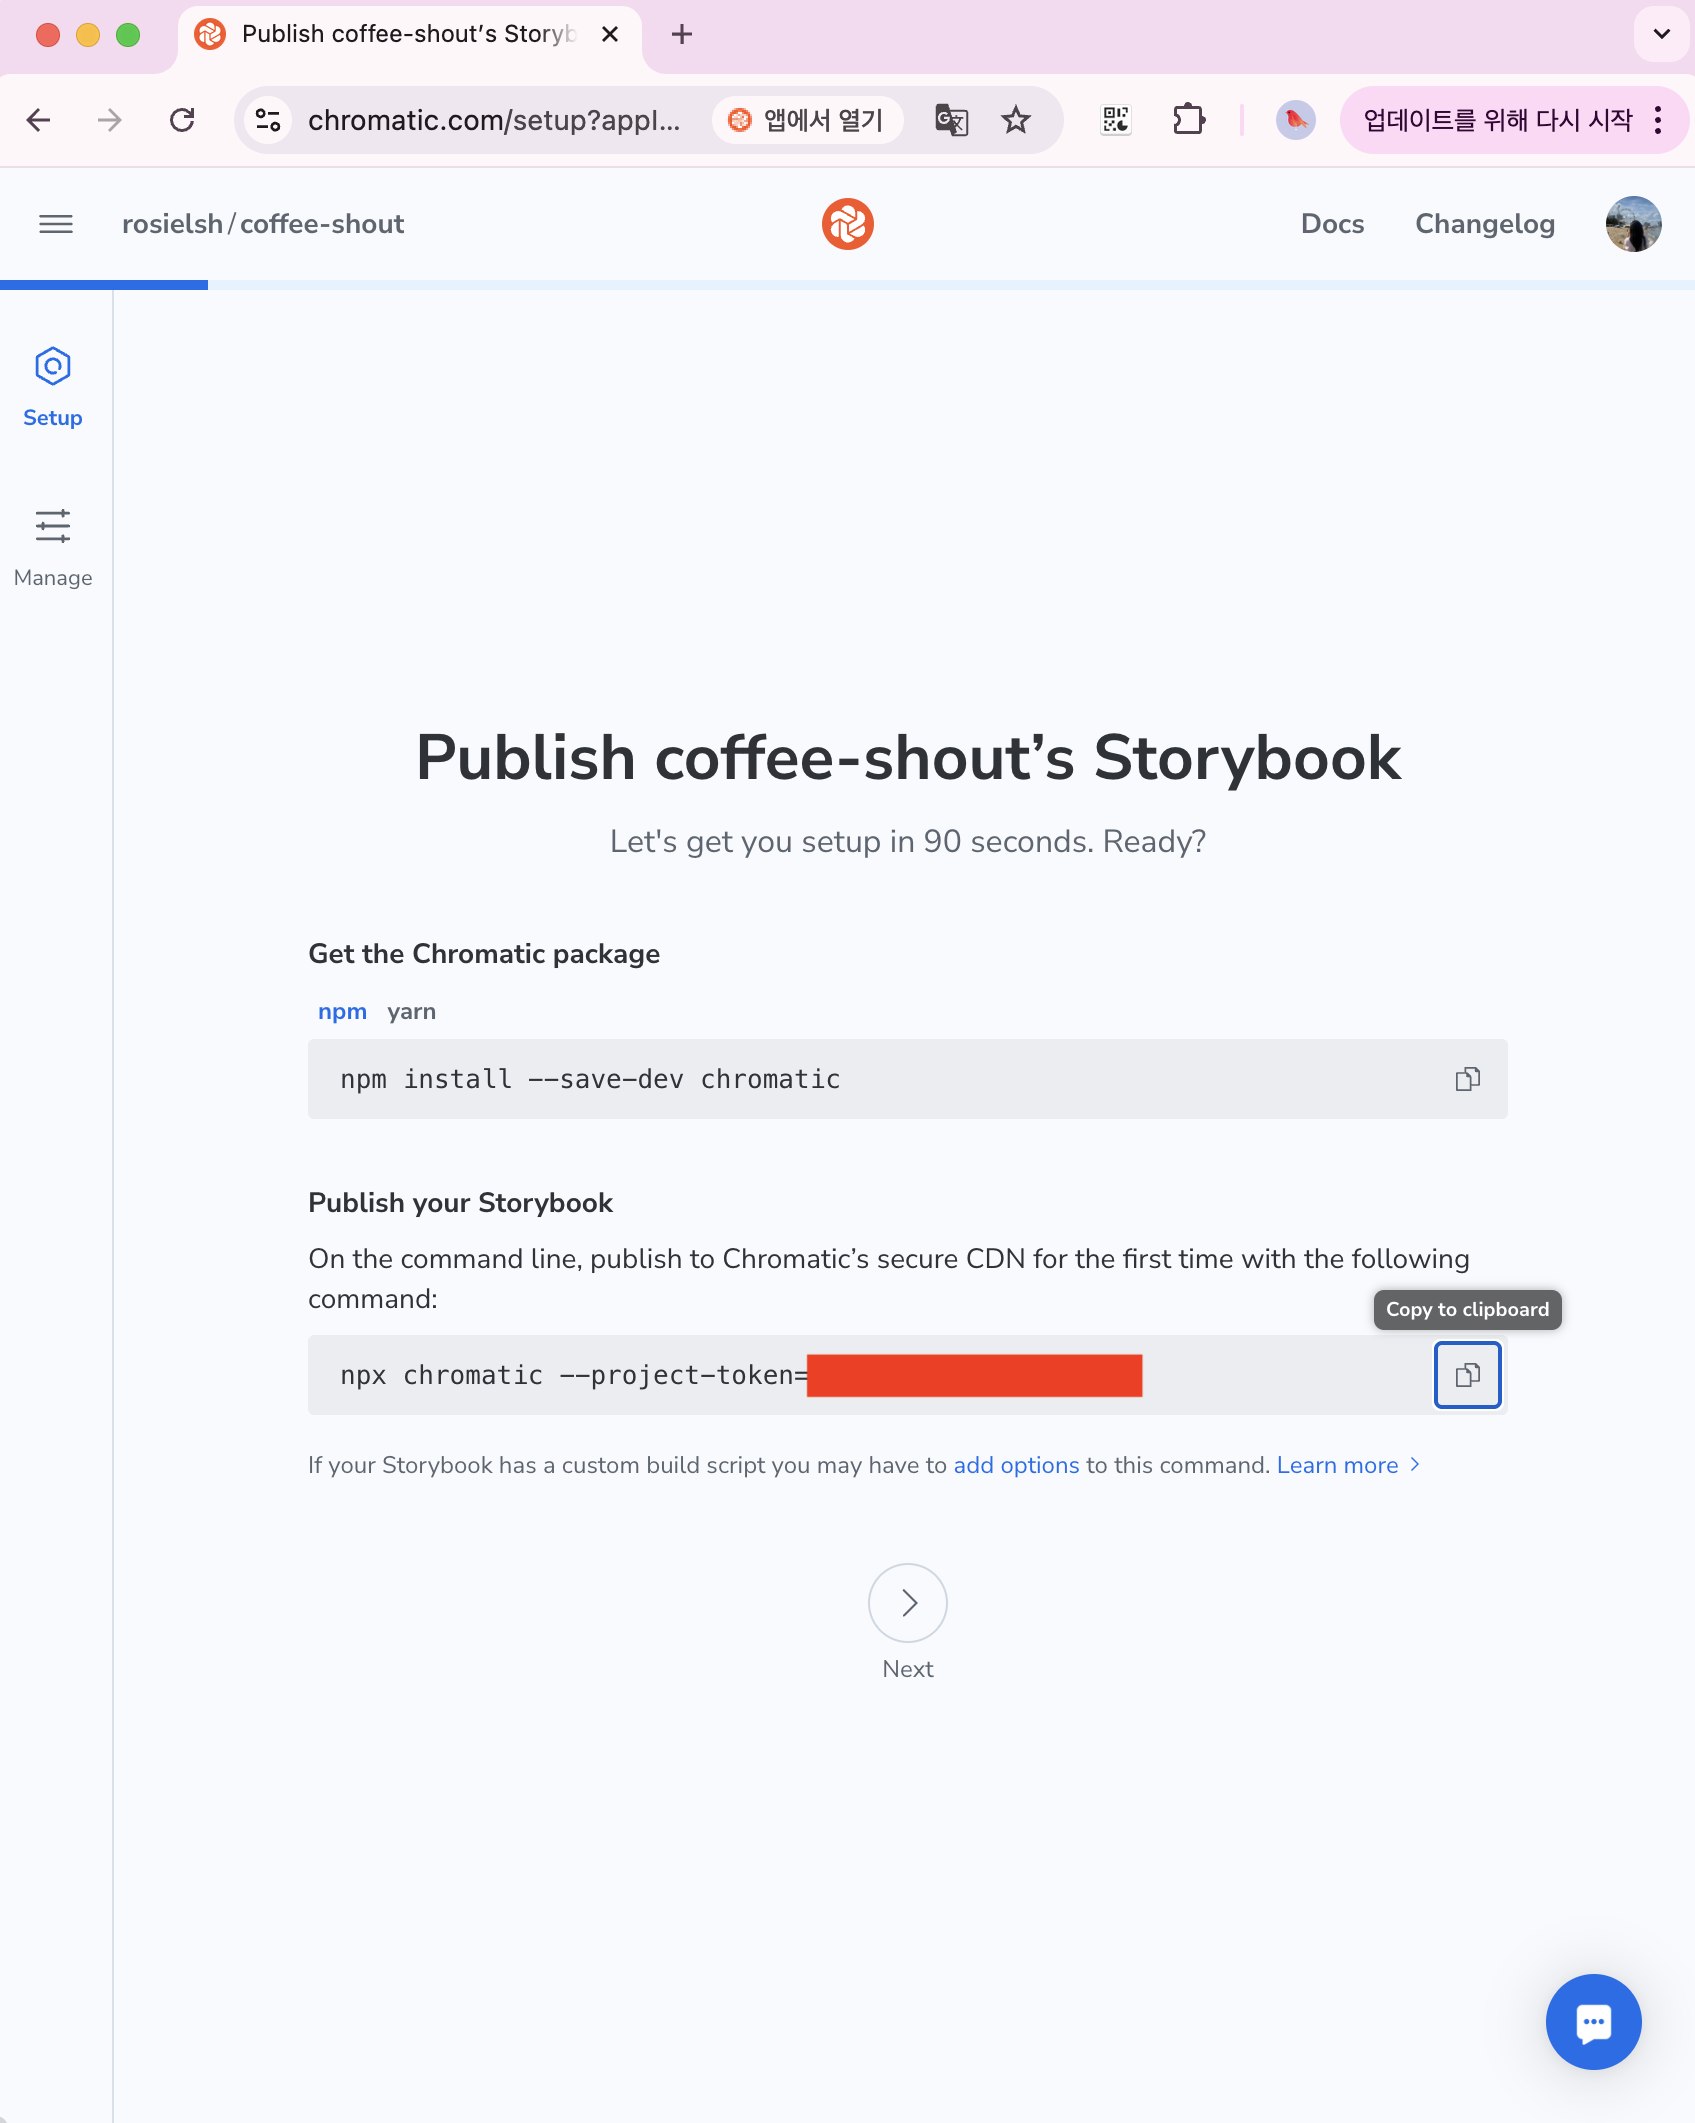 Publish coffee-shout's Storyb
chromatic.com/setup?appI...
앱에서 열기
업데이트를 위해 다시 시작
rosielsh/coffee-shout
Docs
Changelog
Setup
Manage
Publish coffee-shout’s Storybook
Let's get you setup in 90 seconds. Ready?
Get the Chromatic package
npm yarn
npm install --save-dev chromatic
Publish your Storybook
On the command line, publish to Chromatic’s secure CDN for the first time with the following
command:
Copy to clipboard
npx chromatic --project-token=
If your Storybook has a custom build script you may have to add options to this command. Learn more
Next